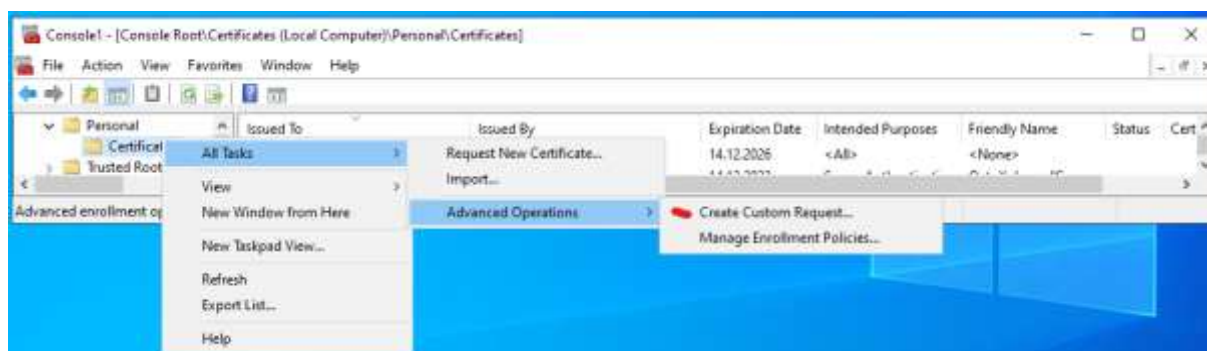 Console1 - [Console Root\Certificates (Local Computer)\Personal\Certificates]
File Action View Favorites Window Help
Personal Issued To Issued By Expiration Date Intended Purposes Friendly Name Status Cert
Certificat
Trusted Root
14.12.2026 <All> <None>
All Tasks
View
New Window from Here
New Taskpad View...
Refresh
Export List...
Help
Request New Certificate...
Import...
Advanced Operations
Create Custom Request...
Manage Enrollment Policies...
Advanced enrollment op